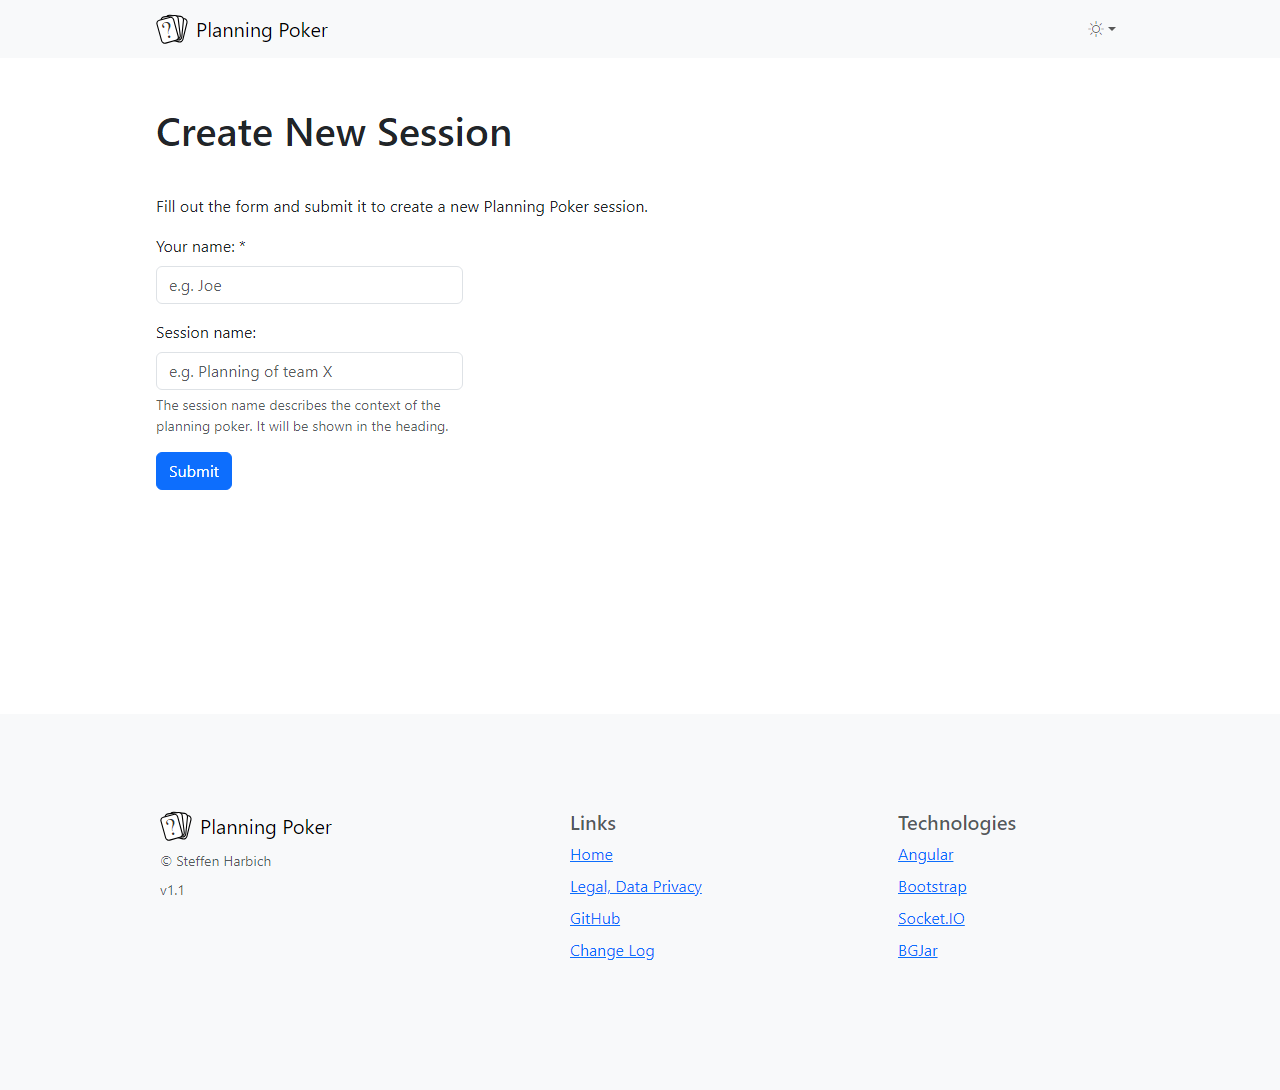 Planning Poker
Create New Session
Fill out the form and submit it to create a new Planning Poker session.
Your name: *
e.g. Joe
Session name:
e.g. Planning of team X
The session name describes the context of the
planning poker. It will be shown in the heading.
Submit
Planning Poker
© Steffen Harbich
v1.1
Links
Home
Legal, Data Privacy
GitHub
Change Log
Technologies
Angular
Bootstrap
Socket.IO
BGJar